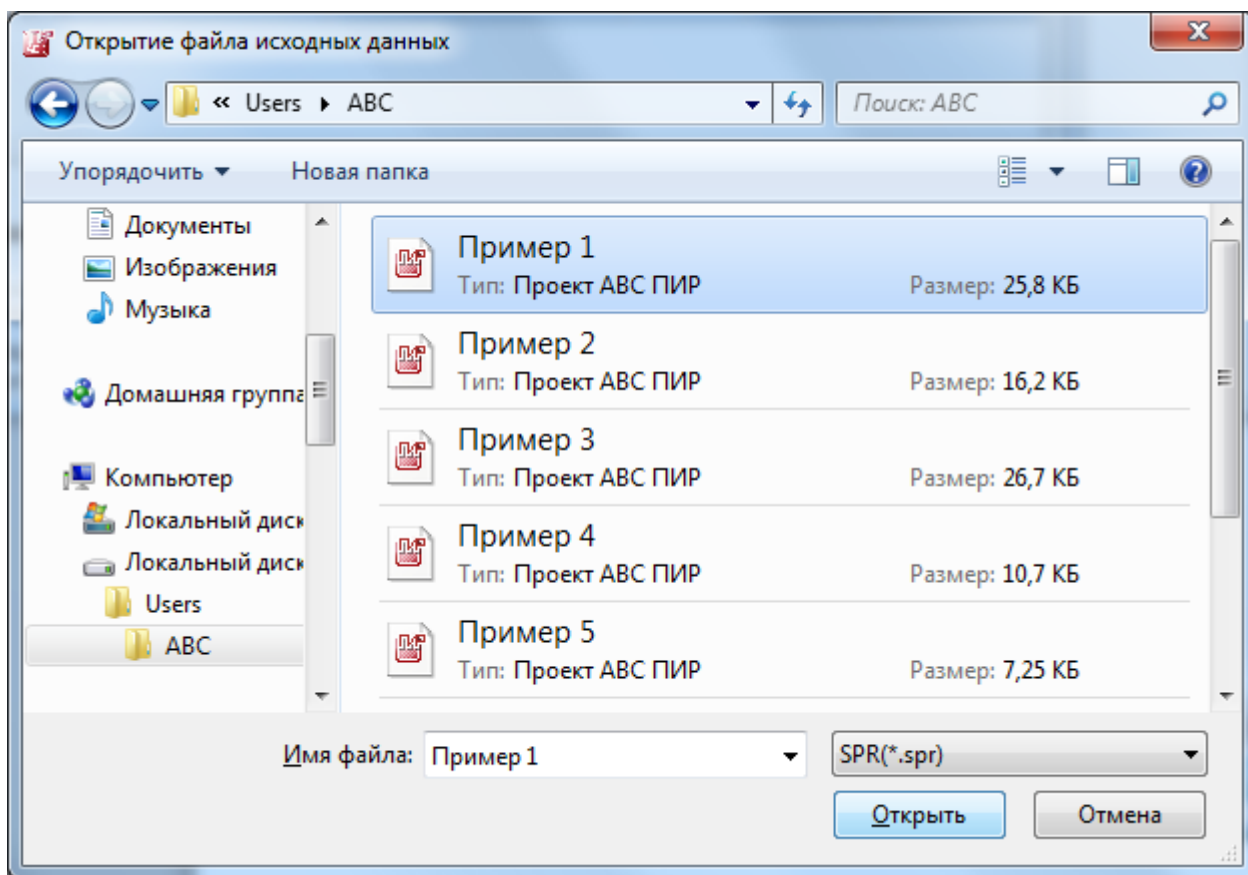 Открытие файла исходных данных
« Users ▸ ABC
Поиск: ABC
Упорядочить
Новая папка
Документы
Изображения
Музыка
Домашняя группа
Компьютер
Локальный диск
Локальный диск
Users
ABC
Пример 1
Тип: Проект АВС ПИР
Размер: 25,8 КБ
Пример 2
Тип: Проект АВС ПИР
Размер: 16,2 КБ
Пример 3
Тип: Проект АВС ПИР
Размер: 26,7 КБ
Пример 4
Тип: Проект АВС ПИР
Размер: 10,7 КБ
Пример 5
Тип: Проект АВС ПИР
Размер: 7,25 КБ
Имя файла: Пример 1
SPR(*.spr)
Открыть
Отмена